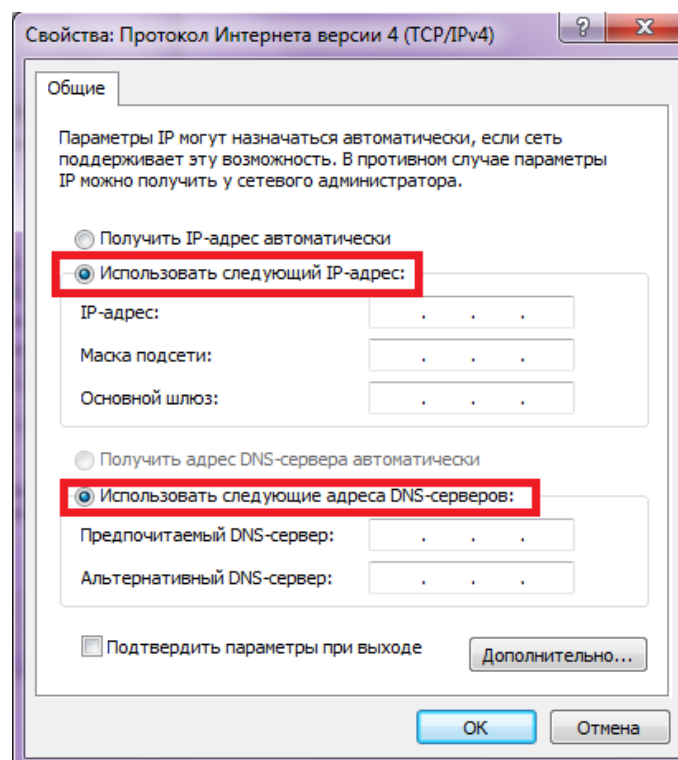 Свойства: Протокол Интернета версии 4 (TCP/IPv4)
?
x
Общие
Параметры IP могут назначаться автоматически, если сеть
поддерживает эту возможность. В противном случае параметры
IP можно получить у сетевого администратора.
Получить IP-адрес автоматически
Использовать следующий IP-адрес:
IP-адрес: . . .
Маска подсети: . . .
Основной шлюз: . . .
Получить адрес DNS-сервера автоматически
Использовать следующие адреса DNS-серверов:
Предпочитаемый DNS-сервер: . . .
Альтернативный DNS-сервер: . . .
Подтвердить параметры при выходе
Дополнительно...
ОК
Отмена